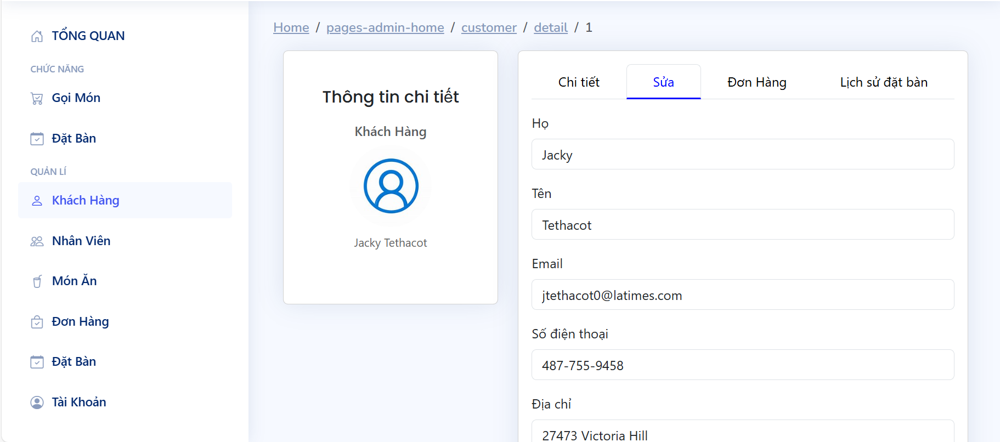 TỔNG QUAN
CHỨC NĂNG
Gọi Món
Đặt Bàn
QUẢN LÍ
Khách Hàng
Nhân Viên
Món Ăn
Đơn Hàng
Đặt Bàn
Tài Khoản
Home / pages-admin-home / customer / detail / 1
Thông tin chi tiết
Khách Hàng
Jacky Tethacot
Chi tiết Sửa Đơn Hàng Lịch sử đặt bàn
Họ
Jacky
Tên
Tethacot
Email
jtethacot0@latimes.com
Số điện thoại
487-755-9458
Địa chỉ
27473 Victoria Hill